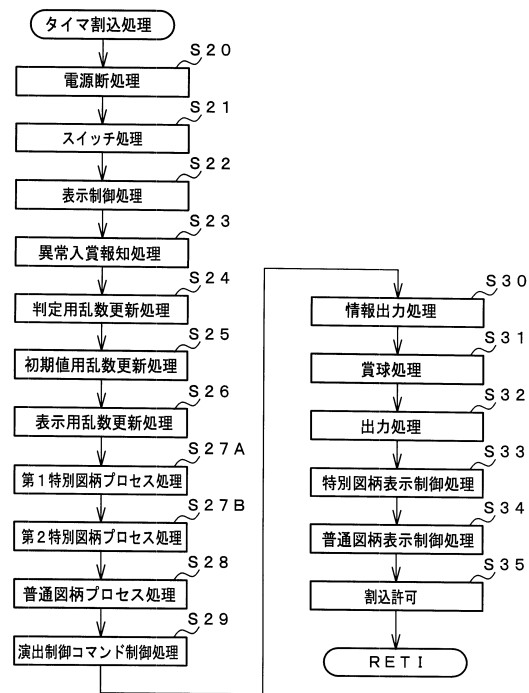 タイマ割込処理
S20
電源断処理
S21
スイッチ処理
S22
表示制御処理
S23
異常入賞報知処理
S24
判定用乱数更新処理
S25
初期値用乱数更新処理
S26
表示用乱数更新処理
S27A
第1特別図柄プロセス処理
S27B
第2特別図柄プロセス処理
S28
普通図柄プロセス処理
S29
演出制御コマンド制御処理
S30
情報出力処理
S31
賞球処理
S32
出力処理
S33
特別図柄表示制御処理
S34
普通図柄表示制御処理
S35
割込許可
RETI